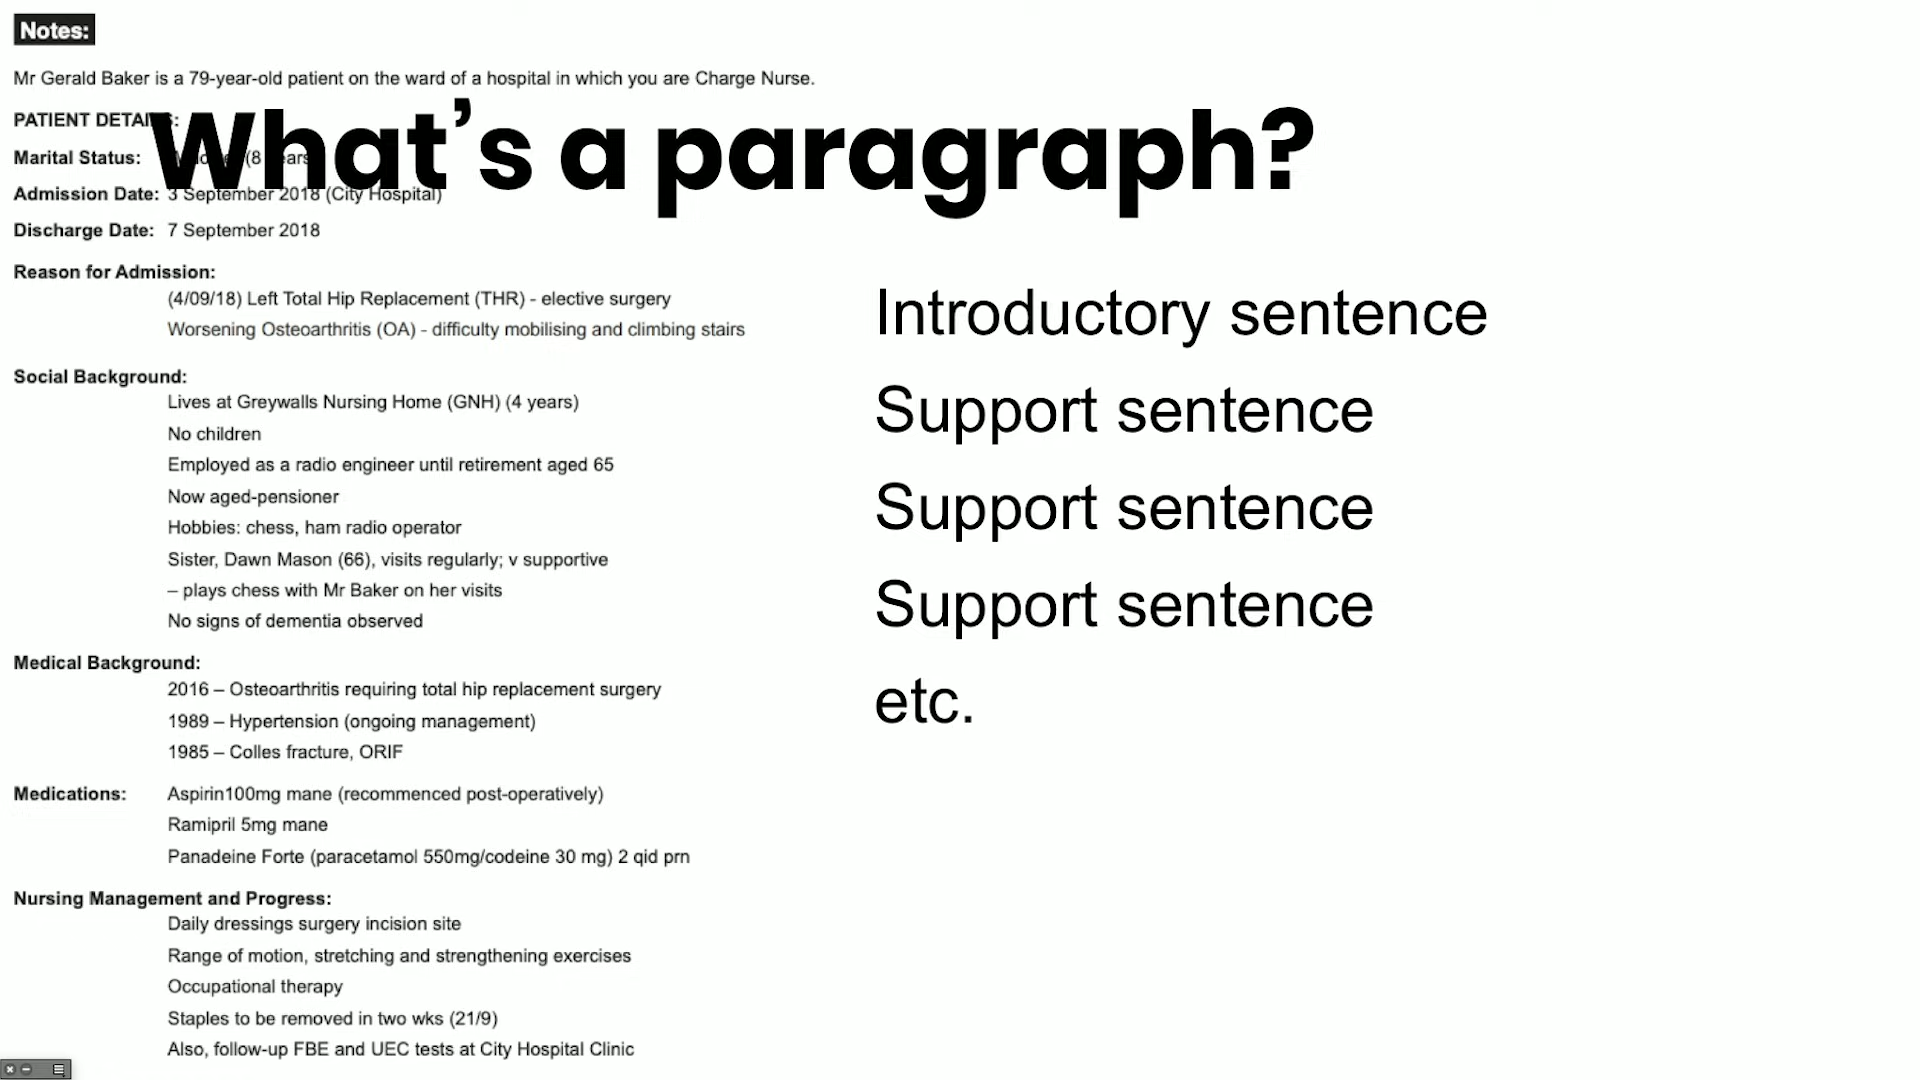 Notes:
Mr Gerald Baker is a 79-year-old patient on the ward of a hospital in which you are Charge Nurse.
PATIENT DETAILS:
What's a paragraph?
Marital Status: (8 years
Admission Date: 3 September 2018 (City Hospital)
Discharge Date: 7 September 2018
Reason for Admission:
(4/09/18) Left Total Hip Replacement (THR) - elective surgery
Worsening Osteoarthritis (OA) - difficulty mobilising and climbing stairs
Social Background:
Lives at Greywalls Nursing Home (GNH) (4 years)
No children
Employed as a radio engineer until retirement aged 65
Now aged-pensioner
Hobbies: chess, ham radio operator
Sister, Dawn Mason (66), visits regularly; v supportive
– plays chess with Mr Baker on her visits
No signs of dementia observed
Medical Background:
2016 – Osteoarthritis requiring total hip replacement surgery
1989 – Hypertension (ongoing management)
1985 – Colles fracture, ORIF
Medications: Aspirin100mg mane (recommenced post-operatively)
Ramipril 5mg mane
Panadeine Forte (paracetamol 550mg/codeine 30 mg) 2 qid prn
Nursing Management and Progress:
Daily dressings surgery incision site
Range of motion, stretching and strengthening exercises
Occupational therapy
Staples to be removed in two wks (21/9)
Also, follow-up FBE and UEC tests at City Hospital Clinic
Introductory sentence
Support sentence
Support sentence
Support sentence
etc.